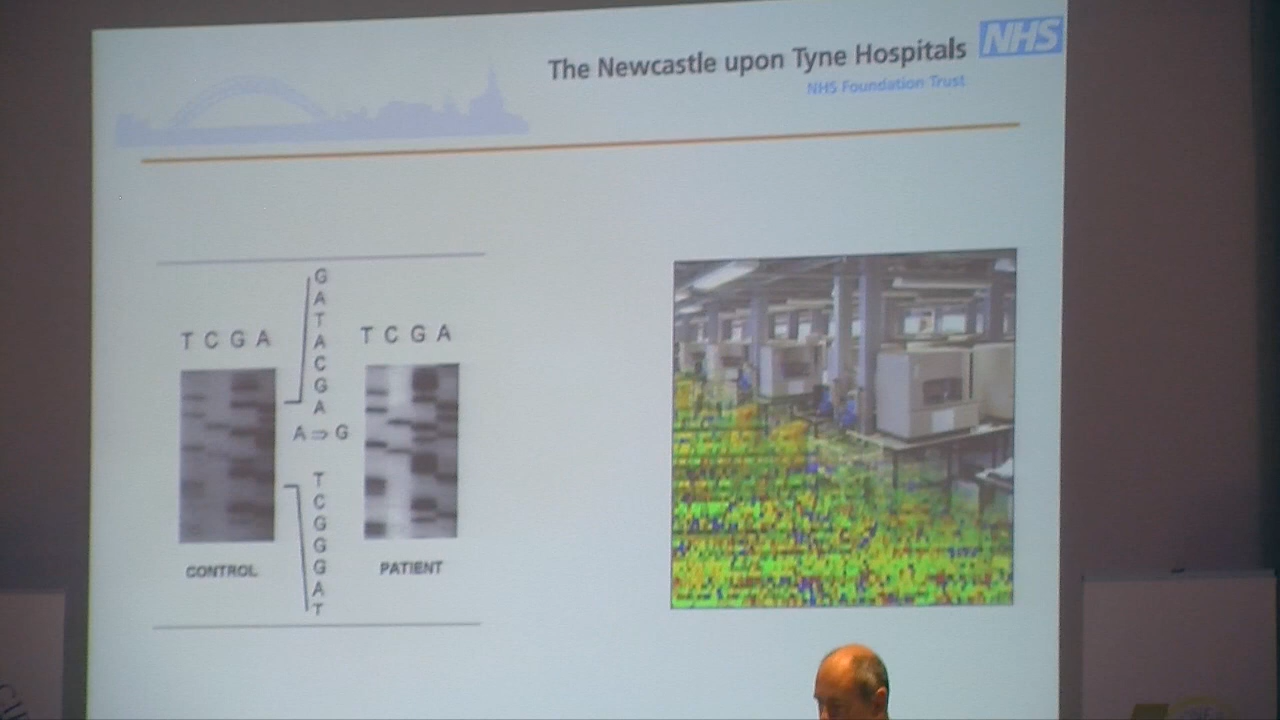 The Newcastle upon Tyne Hospitals
NHS
NHS Foundation Trust
G
A
T
A
C
G
A
A ⇒ G
T
C
G
G
G
A
T
T C G A
T C G A
CONTROL
PATIENT